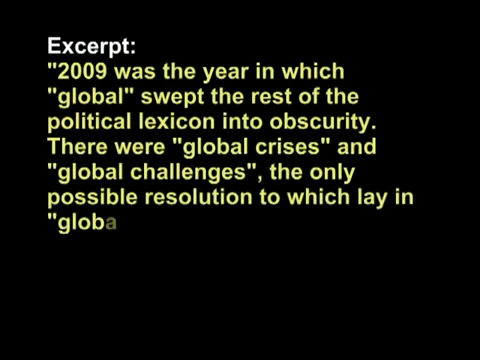 Excerpt:
"2009 was the year in which
"global" swept the rest of the
political lexicon into obscurity.
There were "global crises" and
"global challenges", the only
possible resolution to which lay in
"globa